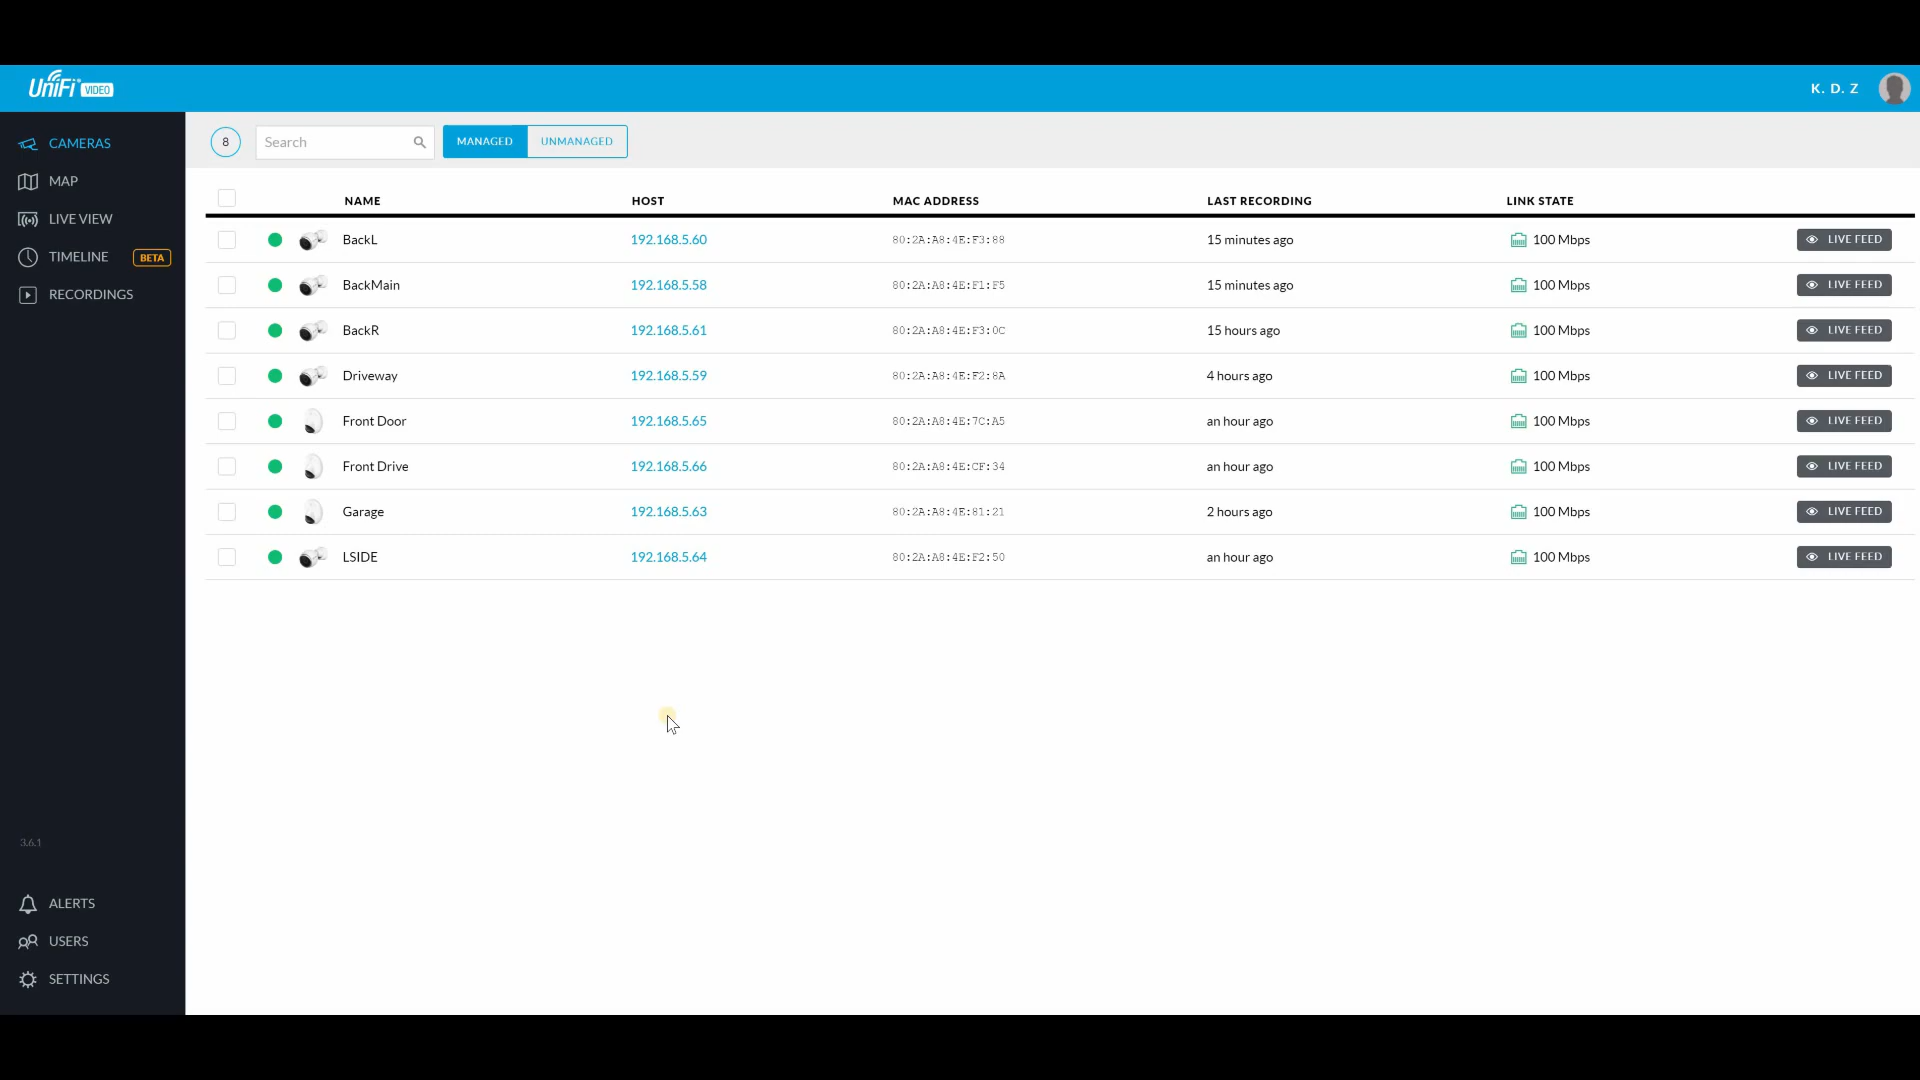 UniFi VIDEO
K. D. Z
CAMERAS
MAP
LIVE VIEW
TIMELINE BETA
RECORDINGS
3.6.1
ALERTS
USERS
SETTINGS
8 Search MANAGED UNMANAGED
NAME HOST MAC ADDRESS LAST RECORDING LINK STATE
BackL 192.168.5.60 80:2A:A8:4E:F3:88 15 minutes ago 100 Mbps LIVE FEED
BackMain 192.168.5.58 80:2A:A8:4E:F1:F5 15 minutes ago 100 Mbps LIVE FEED
BackR 192.168.5.61 80:2A:A8:4E:F3:0C 15 hours ago 100 Mbps LIVE FEED
Driveway 192.168.5.59 80:2A:A8:4E:F2:8A 4 hours ago 100 Mbps LIVE FEED
Front Door 192.168.5.65 80:2A:A8:4E:7C:A5 an hour ago 100 Mbps LIVE FEED
Front Drive 192.168.5.66 80:2A:A8:4E:CF:34 an hour ago 100 Mbps LIVE FEED
Garage 192.168.5.63 80:2A:A8:4E:81:21 2 hours ago 100 Mbps LIVE FEED
LSIDE 192.168.5.64 80:2A:A8:4E:F2:50 an hour ago 100 Mbps LIVE FEED